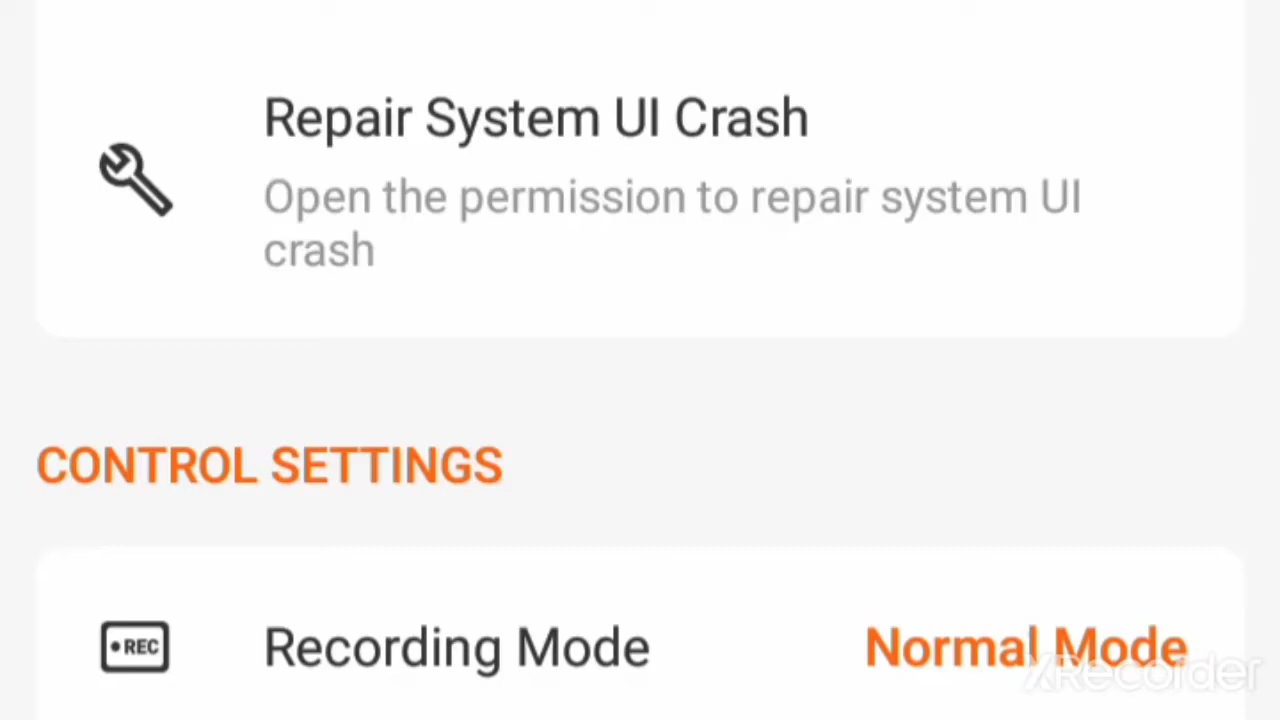 Repair System UI Crash
Open the permission to repair system UI
crash
CONTROL SETTINGS
•REC
Recording Mode
Normal Mode
XRecorder